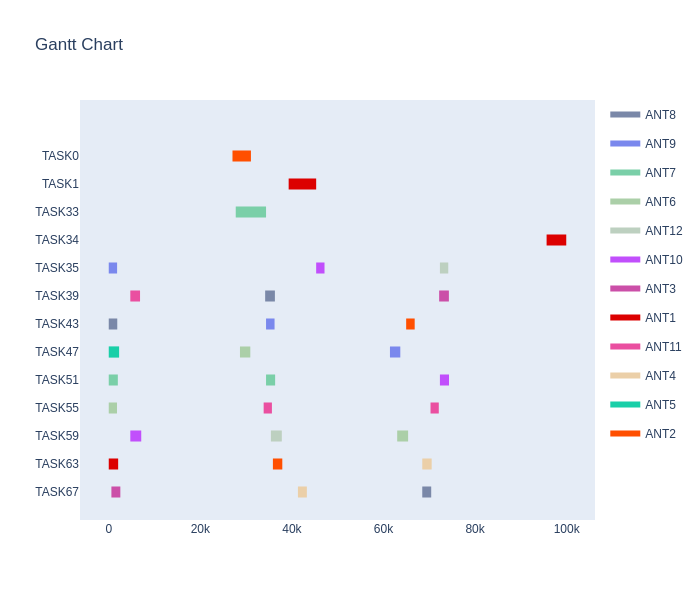 Gantt Chart
TASK0
TASK1
TASK33
TASK34
TASK35
TASK39
TASK43
TASK47
TASK51
TASK55
TASK59
TASK63
TASK67
0 20k 40k 60k 80k 100k
ANT8
ANT9
ANT7
ANT6
ANT12
ANT10
ANT3
ANT1
ANT11
ANT4
ANT5
ANT2